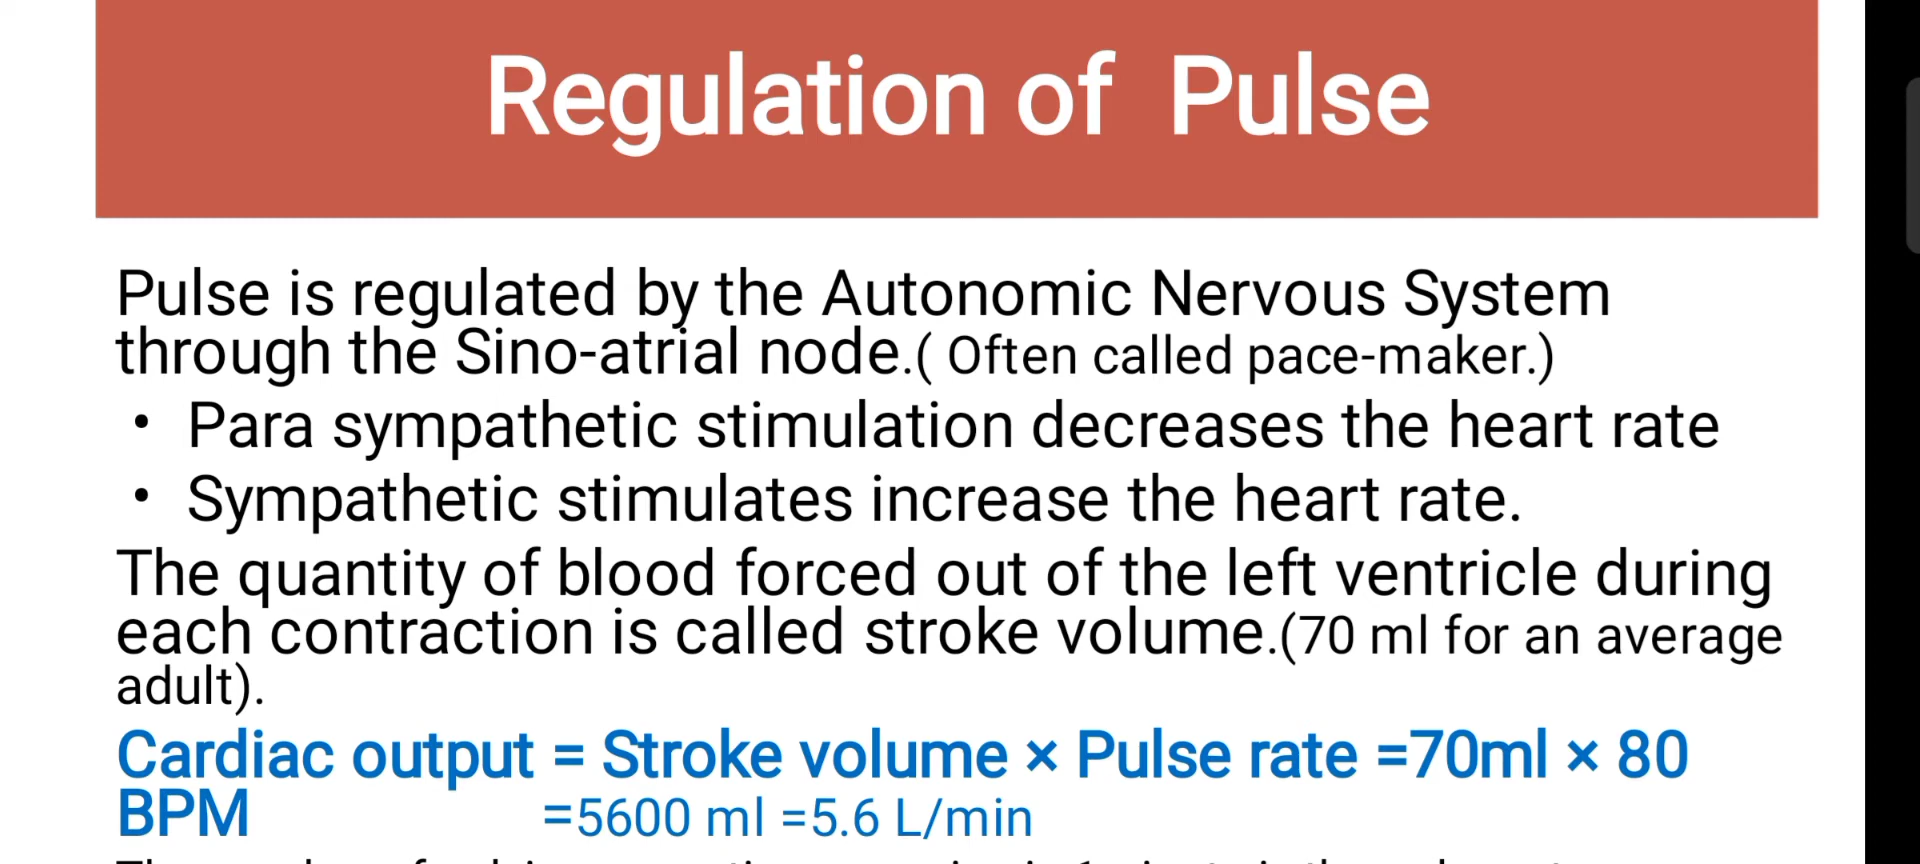 Regulation of Pulse
Pulse is regulated by the Autonomic Nervous System
through the Sino-atrial node.( Often called pace-maker.)
• Para sympathetic stimulation decreases the heart rate
• Sympathetic stimulates increase the heart rate.
The quantity of blood forced out of the left ventricle during
each contraction is called stroke volume.(70 ml for an average
adult).
Cardiac output = Stroke volume × Pulse rate =70ml × 80
BPM =5600 ml =5.6 L/min